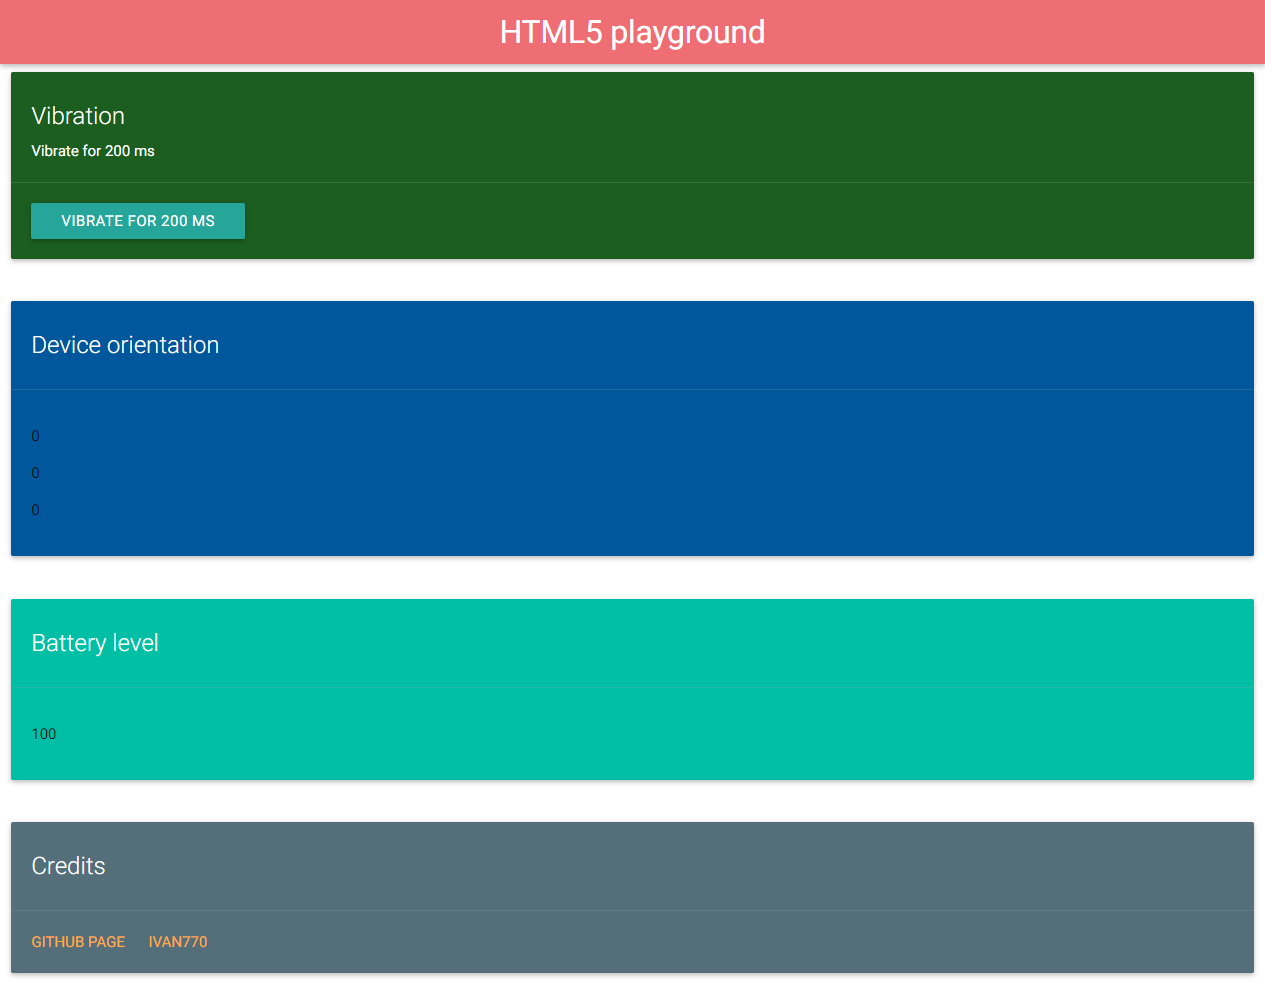 HTML5 playground
Vibration
Vibrate for 200 ms
VIBRATE FOR 200 MS
Device orientation
0
0
0
Battery level
100
Credits
GITHUB PAGE IVAN770